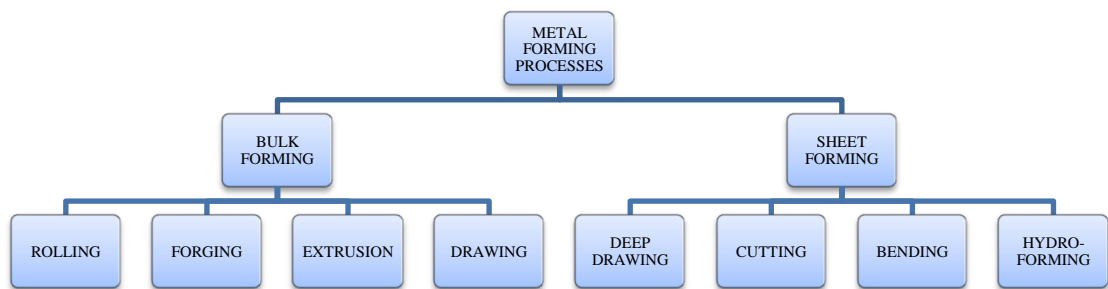 METAL
FORMING
PROCESSES
BULK
FORMING
SHEET
FORMING
ROLLING
FORGING
EXTRUSION
DRAWING
DEEP
DRAWING
CUTTING
BENDING
HYDRO-
FORMING